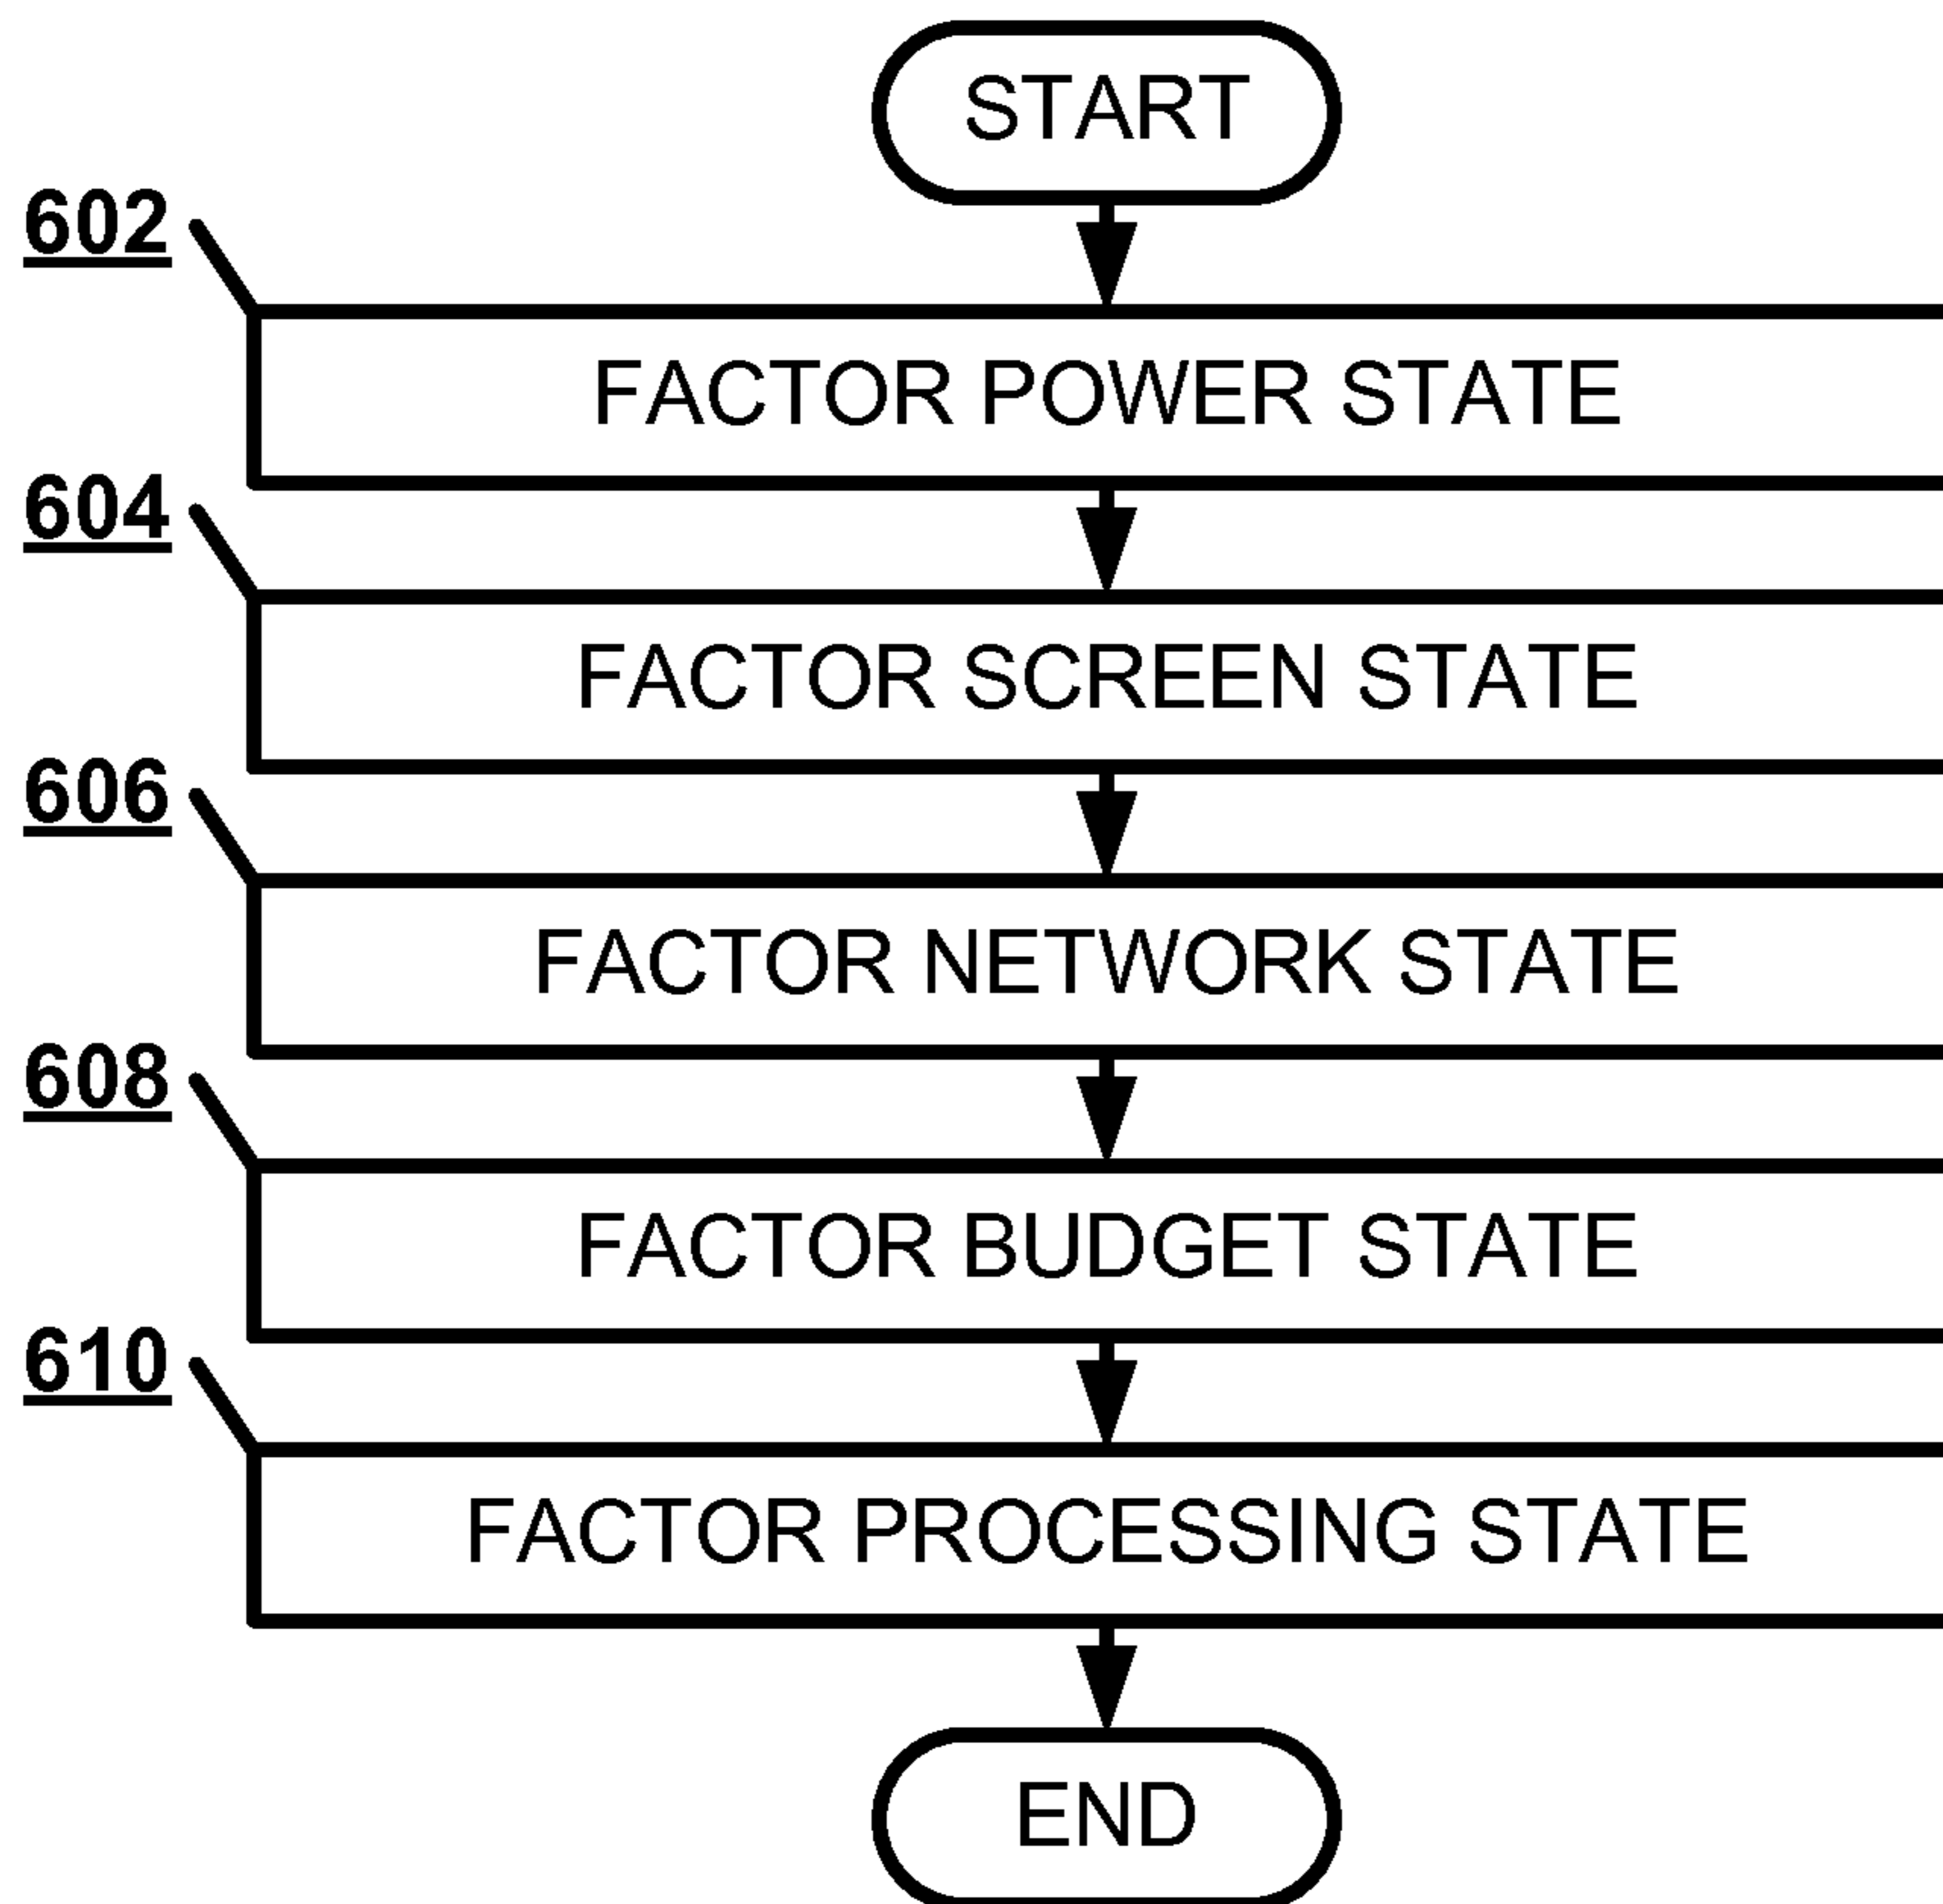 START
602
FACTOR POWER STATE
604
FACTOR SCREEN STATE
606
FACTOR NETWORK STATE
608
FACTOR BUDGET STATE
610
FACTOR PROCESSING STATE
END